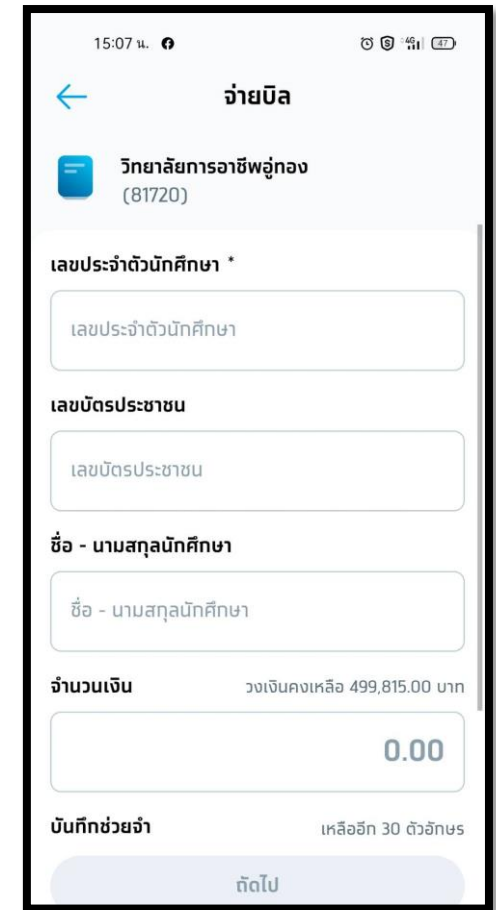 15:07 น.
4G 47
จ่ายบิล
วิทยาลัยการอาชีพอู่ทอง
(81720)
เลขประจำตัวนักศึกษา *
เลขประจำตัวนักศึกษา
เลขบัตรประชาชน
เลขบัตรประชาชน
ชื่อ - นามสกุลนักศึกษา
ชื่อ - นามสกุลนักศึกษา
จำนวนเงิน วงเงินคงเหลือ 499,815.00 บาท
0.00
บันทึกช่วยจำ เหลืออีก 30 ตัวอักษร
ถัดไป